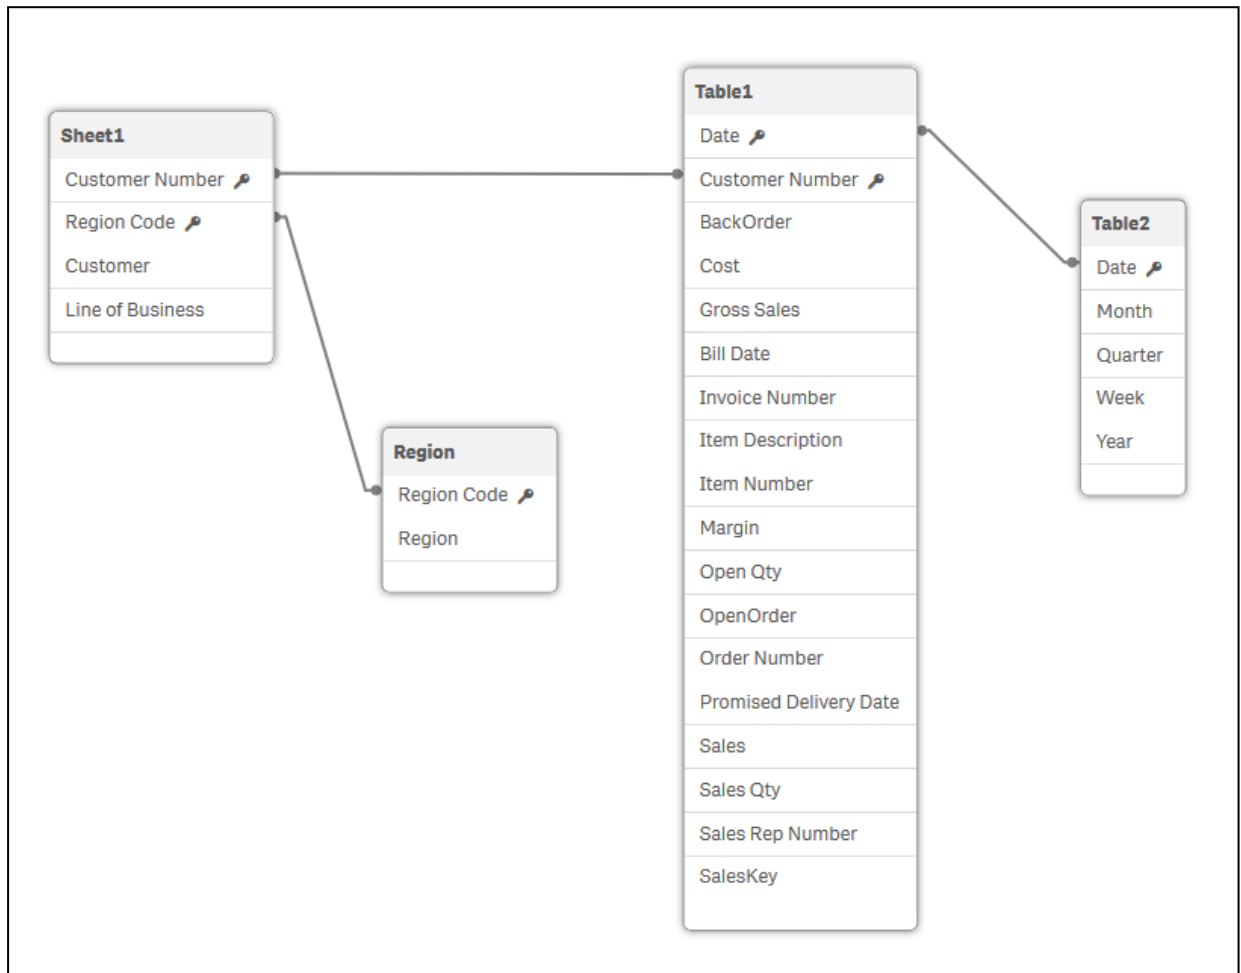 Sheet1
Customer Number
Region Code
Customer
Line of Business
Region
Region Code
Region
Table1
Date
Customer Number
BackOrder
Cost
Gross Sales
Bill Date
Invoice Number
Item Description
Item Number
Margin
Open Qty
OpenOrder
Order Number
Promised Delivery Date
Sales
Sales Qty
Sales Rep Number
SalesKey
Table2
Date
Month
Quarter
Week
Year